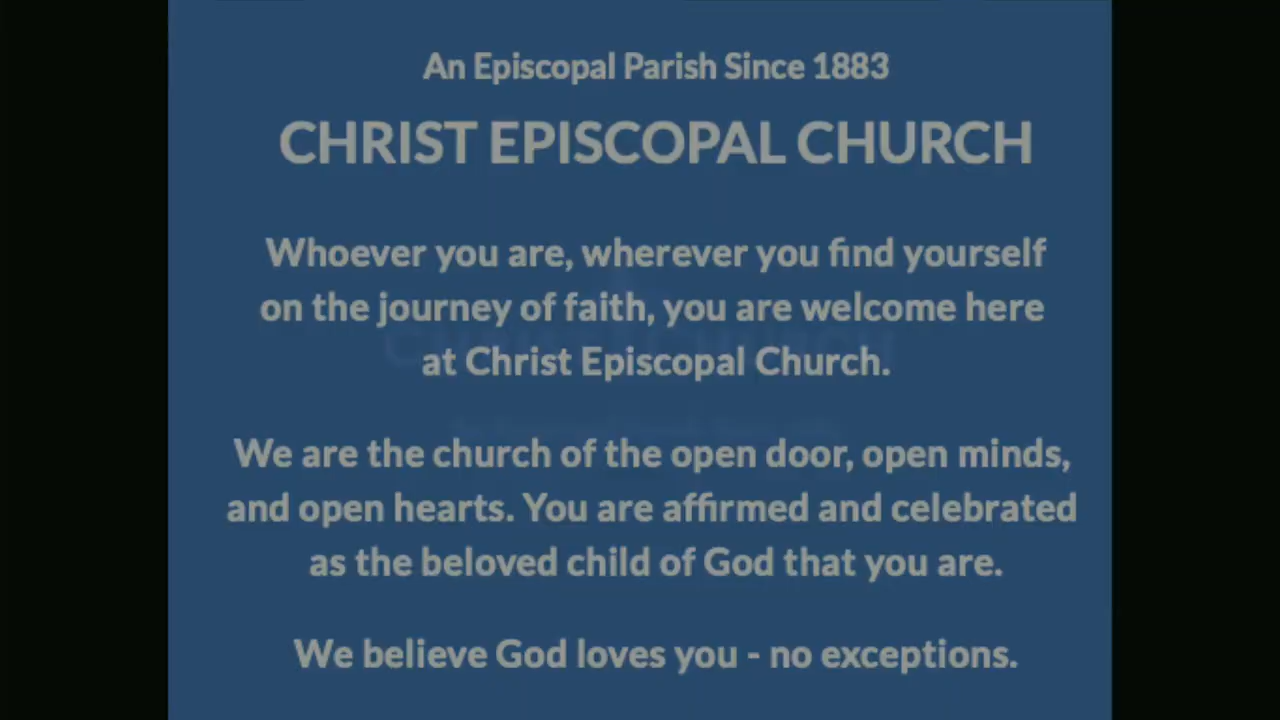 An Episcopal Parish Since 1883
CHRIST EPISCOPAL CHURCH
Whoever you are, wherever you find yourself
on the journey of faith, you are welcome here
at Christ Episcopal Church.
We are the church of the open door, open minds,
and open hearts. You are affirmed and celebrated
as the beloved child of God that you are.
We believe God loves you - no exceptions.